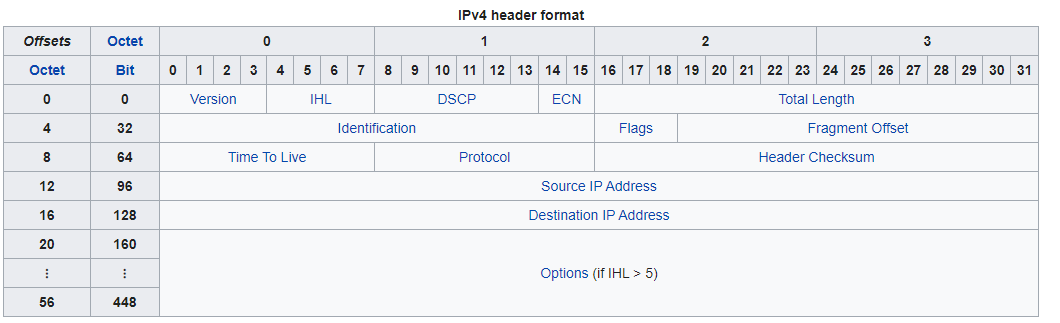 IPv4 header format
Offsets Octet 0 1 2 3
Octet Bit 0 1 2 3 4 5 6 7 8 9 10 11 12 13 14 15 16 17 18 19 20 21 22 23 24 25 26 27 28 29 30 31
0 0 Version IHL DSCP ECN Total Length
4 32 Identification Flags Fragment Offset
8 64 Time To Live Protocol Header Checksum
12 96 Source IP Address
16 128 Destination IP Address
20 160
⋮ ⋮ Options (if IHL > 5)
56 448